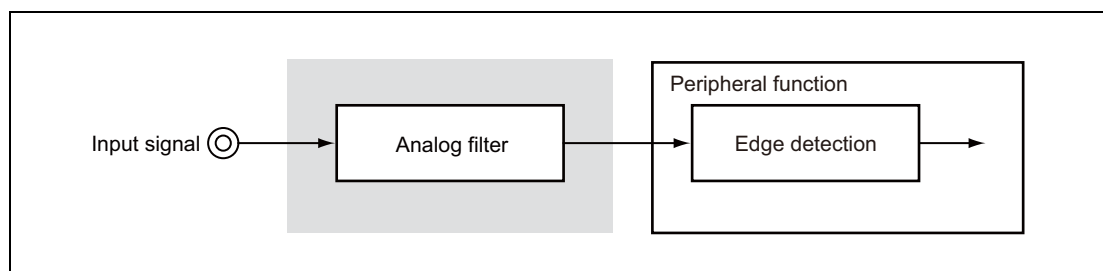 Peripheral function
Input signal
Analog filter
Edge detection